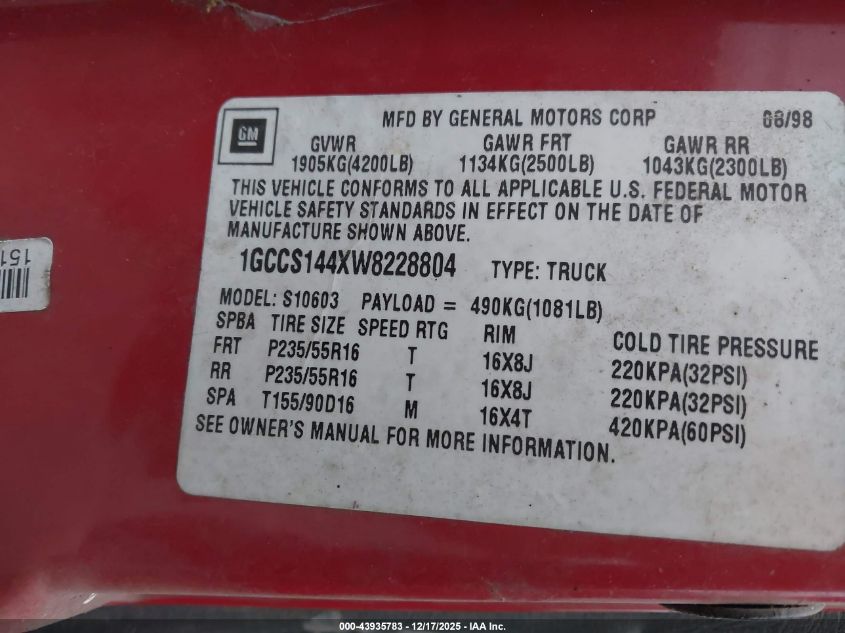 MFD BY GENERAL MOTORS CORP 08/98
GM
GVWR GAWR FRT GAWR RR
1905KG(4200LB) 1134KG(2500LB) 1043KG(2300LB)
THIS VEHICLE CONFORMS TO ALL APPLICABLE U.S. FEDERAL MOTOR
VEHICLE SAFETY STANDARDS IN EFFECT ON THE DATE OF
MANUFACTURE SHOWN ABOVE.
1GCCS144XW8228804 TYPE: TRUCK
MODEL: S10603 PAYLOAD = 490KG(1081LB)
SPBA TIRE SIZE SPEED RTG RIM COLD TIRE PRESSURE
FRT P235/55R16 T 16X8J 220KPA(32PSI)
RR P235/55R16 T 16X8J 220KPA(32PSI)
SPA T155/90D16 M 16X4T 420KPA(60PSI)
SEE OWNER'S MANUAL FOR MORE INFORMATION.
151
000-43935783 - 12/17/2025 - IAA Inc.